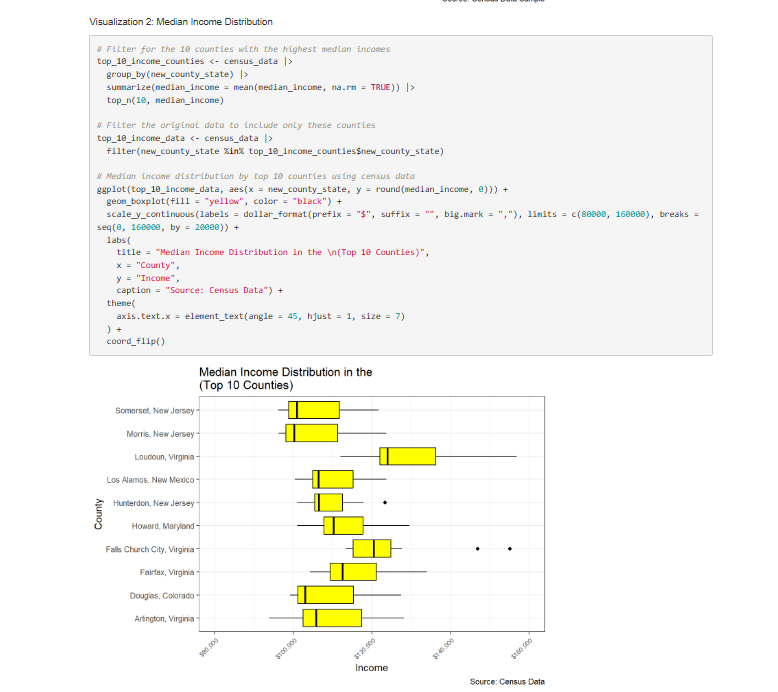 Source: Census Data Sample
Visualization 2: Median Income Distribution
# Filter for the 10 counties with the highest median incomes
top_10_income_counties <- census_data |>
group_by(new_county_state) |>
summarize(median_income = mean(median_income, na.rm = TRUE)) |>
top_n(10, median_income)
# Filter the original data to include only these counties
top_10_income_data <- census_data |>
filter(new_county_state %in% top_10_income_counties$new_county_state)
# Median income distribution by top 10 counties using census data
ggplot(top_10_income_data, aes(x = new_county_state, y = round(median_income, 0))) +
geom_boxplot(fill = "yellow", color = "black") +
scale_y_continuous(labels = dollar_format(prefix = "$", suffix = "", big.mark = ","), limits = c(80000, 160000), breaks =
seq(0, 160000, by = 20000)) +
labs(
title = "Median Income Distribution in the \n(Top 10 Counties)",
x = "County",
y = "Income",
caption = "Source: Census Data") +
theme(
axis.text.x = element_text(angle = 45, hjust = 1, size = 7)
) +
coord_flip()
Median Income Distribution in the
(Top 10 Counties)
Somerset, New Jersey
Morris, New Jersey
Loudoun, Virginia
Los Alamos, New Mexico
Hunterdon, New Jersey
Howard, Maryland
Falls Church City, Virginia
Fairfax, Virginia
Douglas, Colorado
Arlington, Virginia
County
$80,000
$100,000
$120,000
$140,000
$160,000
Income
Source: Census Data